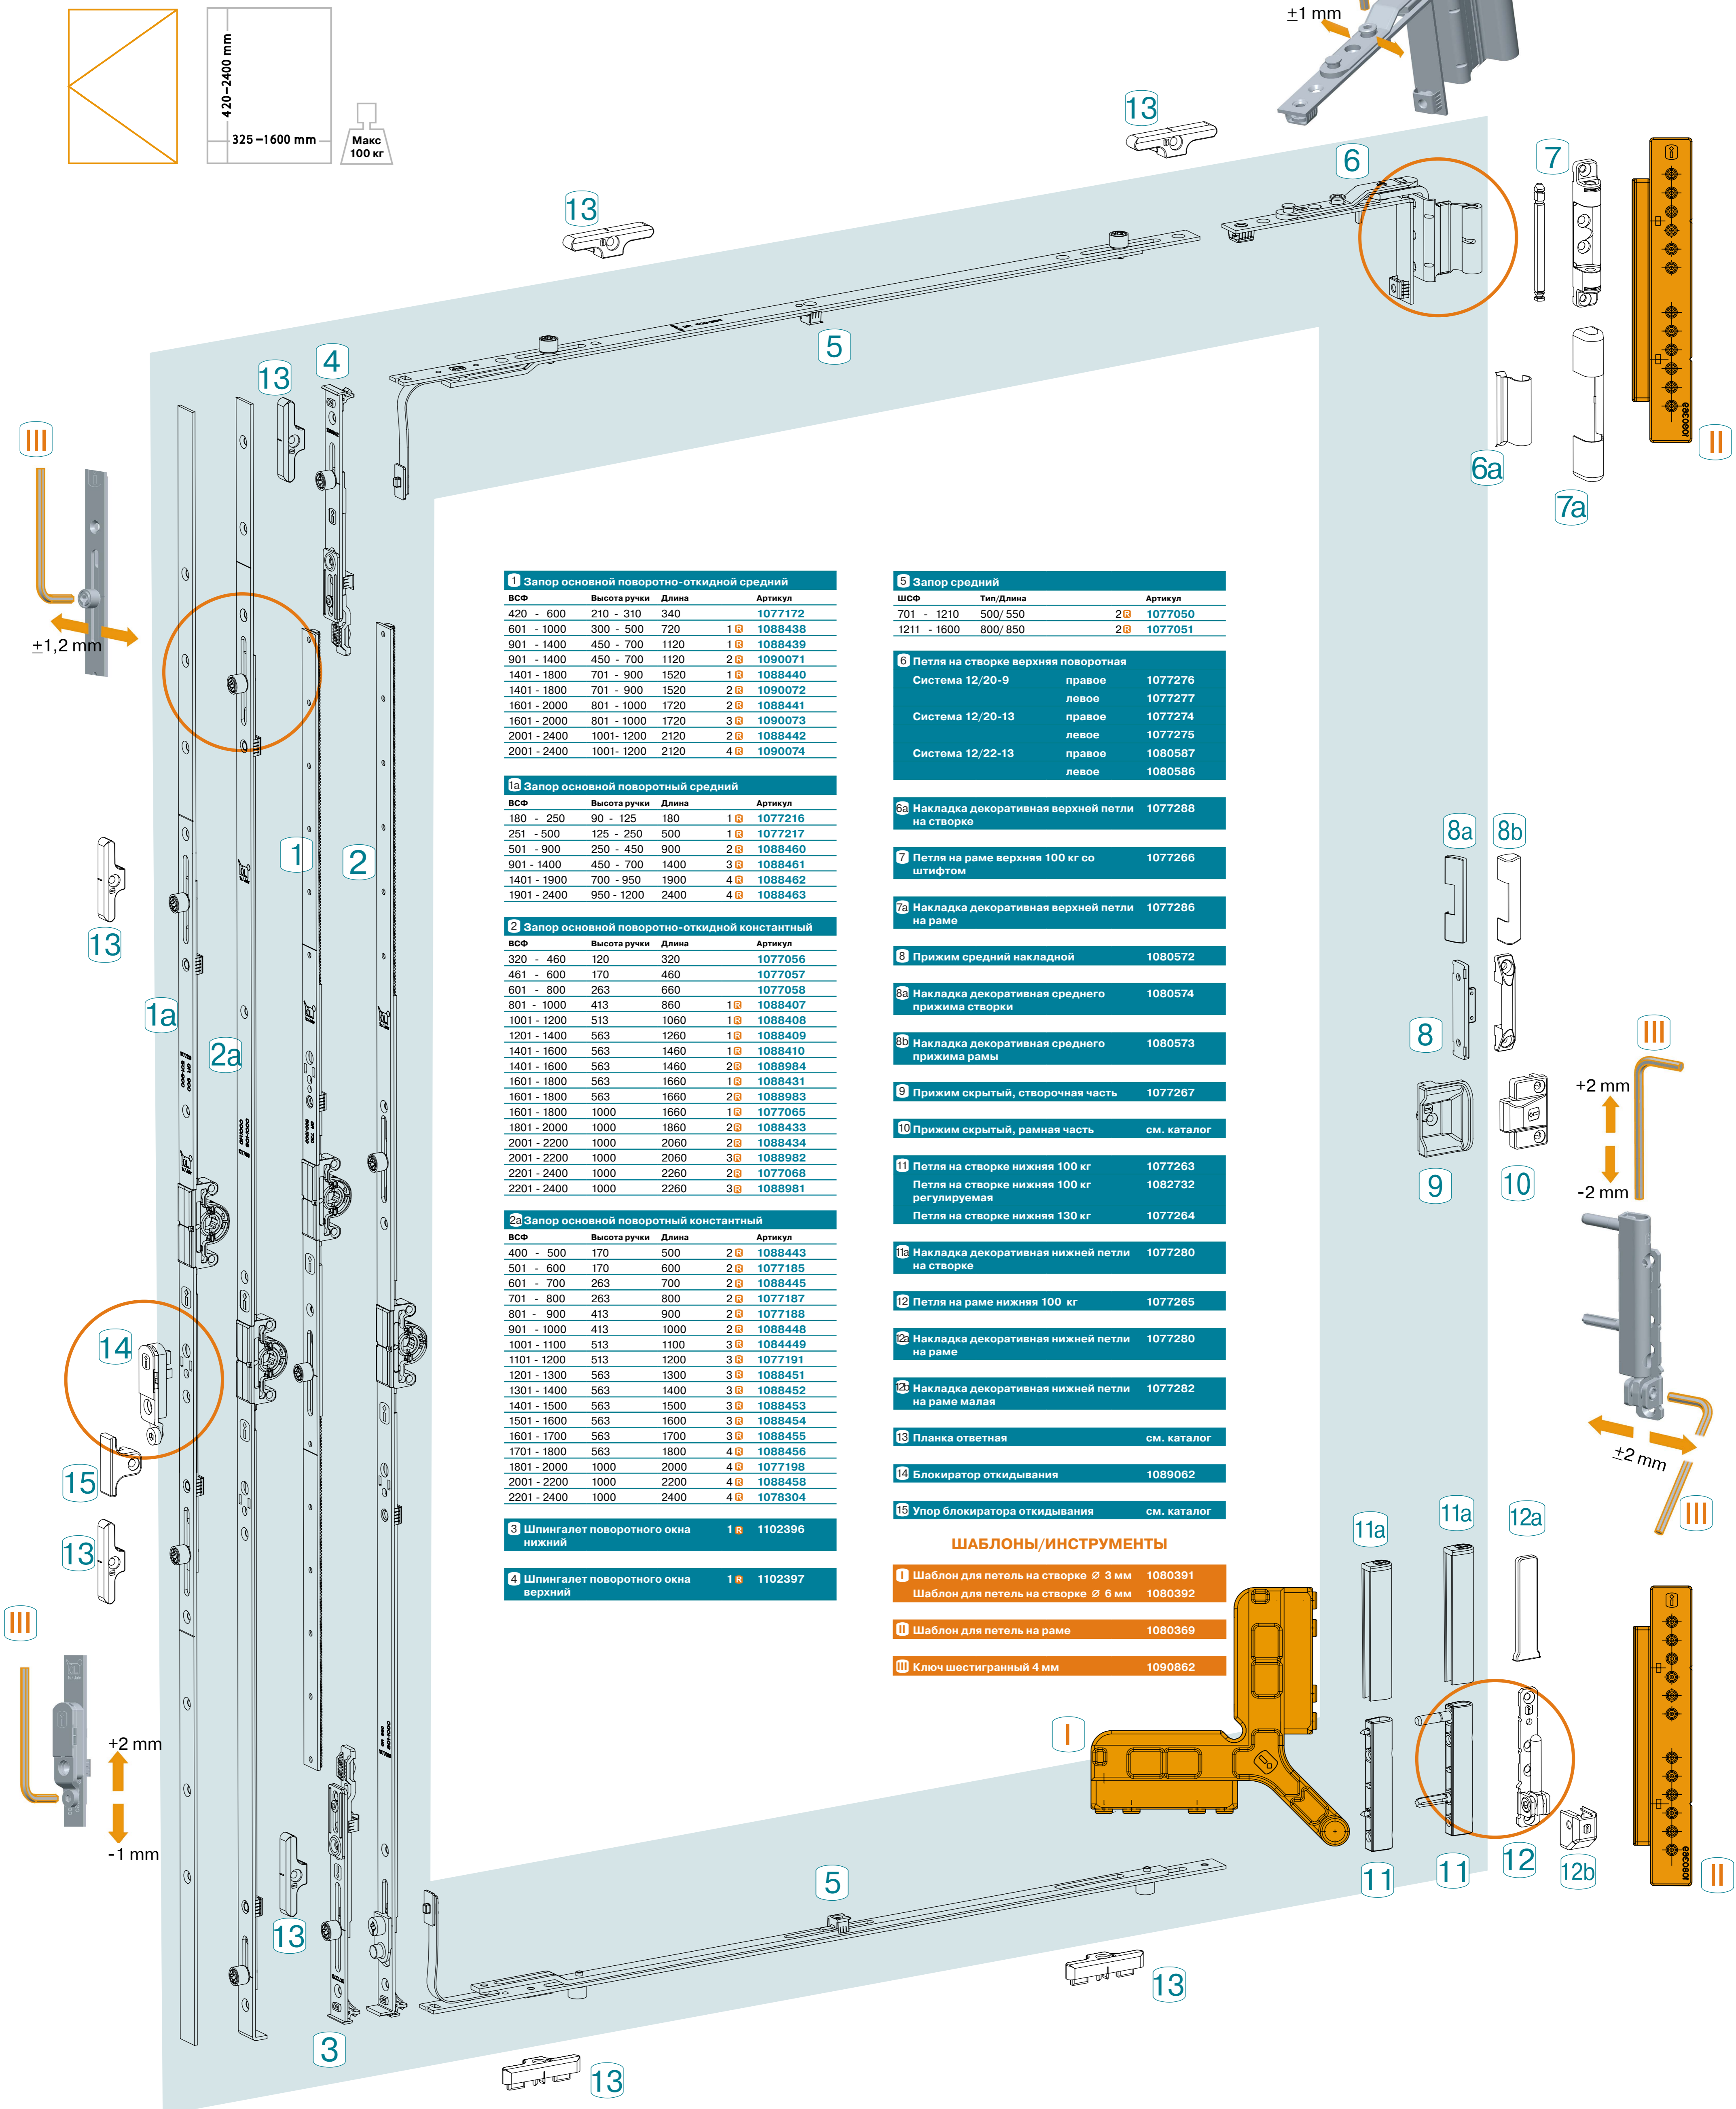 420–2400 mm
325–1600 mm
Макс
100 кг
±1 mm
13
6
7
13
5
4
13
III
II
6a
7a
±1,2 mm
1 Запор основной поворотно-откидной средний
ВСФ Высота ручки Длина Артикул
420 - 600 210 - 310 340 1077172
601 - 1000 300 - 500 720 1 R 1088438
901 - 1400 450 - 700 1120 1 R 1088439
901 - 1400 450 - 700 1120 2 R 1090071
1401 - 1800 701 - 900 1520 1 R 1088440
1401 - 1800 701 - 900 1520 2 R 1090072
1601 - 2000 801 - 1000 1720 2 R 1088441
1601 - 2000 801 - 1000 1720 3 R 1090073
2001 - 2400 1001- 1200 2120 2 R 1088442
2001 - 2400 1001- 1200 2120 4 R 1090074
1a Запор основной поворотный средний
ВСФ Высота ручки Длина Артикул
180 - 250 90 - 125 180 1 R 1077216
251 - 500 125 - 250 500 1 R 1077217
501 - 900 250 - 450 900 2 R 1088460
901 - 1400 450 - 700 1400 3 R 1088461
1401 - 1900 700 - 950 1900 4 R 1088462
1901 - 2400 950 - 1200 2400 4 R 1088463
2 Запор основной поворотно-откидной константный
ВСФ Высота ручки Длина Артикул
320 - 460 120 320 1077056
461 - 600 170 460 1077057
601 - 800 263 660 1077058
801 - 1000 413 860 1 R 1088407
1001 - 1200 513 1060 1 R 1088408
1201 - 1400 563 1260 1 R 1088409
1401 - 1600 563 1460 1 R 1088410
1401 - 1600 563 1460 2 R 1088984
1601 - 1800 563 1660 1 R 1088431
1601 - 1800 563 1660 2 R 1088983
1601 - 1800 1000 1660 1 R 1077065
1801 - 2000 1000 1860 2 R 1088433
2001 - 2200 1000 2060 2 R 1088434
2001 - 2200 1000 2060 3 R 1088982
2201 - 2400 1000 2260 2 R 1077068
2201 - 2400 1000 2260 3 R 1088981
2a Запор основной поворотный константный
ВСФ Высота ручки Длина Артикул
400 - 500 170 500 2 R 1088443
501 - 600 170 600 2 R 1077185
601 - 700 263 700 2 R 1088445
701 - 800 263 800 2 R 1077187
801 - 900 413 900 2 R 1077188
901 - 1000 413 1000 2 R 1088448
1001 - 1100 513 1100 3 R 1084449
1101 - 1200 513 1200 3 R 1077191
1201 - 1300 563 1300 3 R 1088451
1301 - 1400 563 1400 3 R 1088452
1401 - 1500 563 1500 3 R 1088453
1501 - 1600 563 1600 3 R 1088454
1601 - 1700 563 1700 3 R 1088455
1701 - 1800 563 1800 4 R 1088456
1801 - 2000 1000 2000 4 R 1077198
2001 - 2200 1000 2200 4 R 1088458
2201 - 2400 1000 2400 4 R 1078304
3 Шпингалет поворотного окна 1 R 1102396
нижний
4 Шпингалет поворотного окна 1 R 1102397
верхний
5 Запор средний
ШСФ Тип/Длина Артикул
701 - 1210 500/ 550 2 R 1077050
1211 - 1600 800/ 850 2 R 1077051
6 Петля на створке верхняя поворотная
Система 12/20-9 правое 1077276
левое 1077277
Система 12/20-13 правое 1077274
левое 1077275
Система 12/22-13 правое 1080587
левое 1080586
6a Накладка декоративная верхней петли 1077288
на створке
7 Петля на раме верхняя 100 кг со 1077266
штифтом
7a Накладка декоративная верхней петли 1077286
на раме
8 Прижим средний накладной 1080572
8a Накладка декоративная среднего 1080574
прижима створки
8b Накладка декоративная среднего 1080573
прижима рамы
9 Прижим скрытый, створочная часть 1077267
10 Прижим скрытый, рамная часть см. каталог
11 Петля на створке нижняя 100 кг 1077263
Петля на створке нижняя 100 кг 1082732
регулируемая
Петля на створке нижняя 130 кг 1077264
11a Накладка декоративная нижней петли 1077280
на створке
12 Петля на раме нижняя 100 кг 1077265
12a Накладка декоративная нижней петли 1077280
на раме
12b Накладка декоративная нижней петли 1077282
на раме малая
13 Планка ответная см. каталог
14 Блокиратор откидывания 1089062
15 Упор блокиратора откидывания см. каталог
ШАБЛОНЫ/ИНСТРУМЕНТЫ
I Шаблон для петель на створке Ø 3 мм 1080391
Шаблон для петель на створке Ø 6 мм 1080392
II Шаблон для петель на раме 1080369
III Ключ шестигранный 4 мм 1090862
1
2
13
1a
2a
14
15
13
III
+2 mm
-1 mm
13
3
13
5
13
I
8a
8b
8
9
10
III
+2 mm
-2 mm
±2 mm
III
11a
11a
12a
11
11
12
12b
II